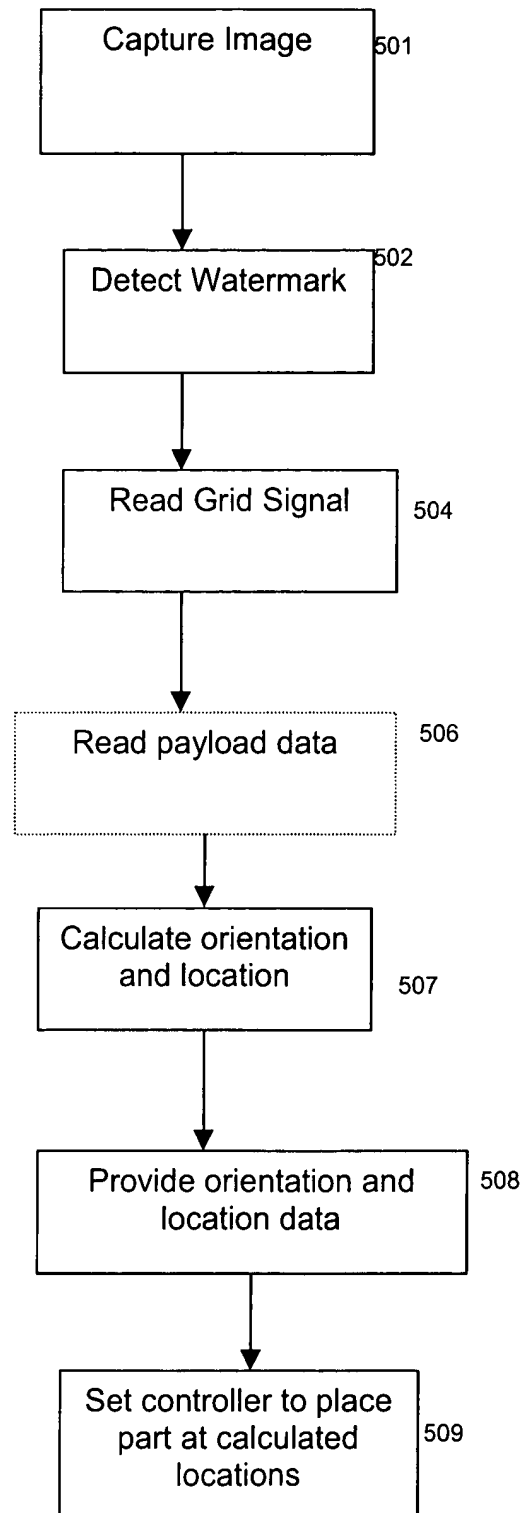 Capture Image
501
502
Detect Watermark
Read Grid Signal
504
Read payload data
506
Calculate orientation
and location
507
Provide orientation and
location data
508
Set controller to place
part at calculated
locations
509